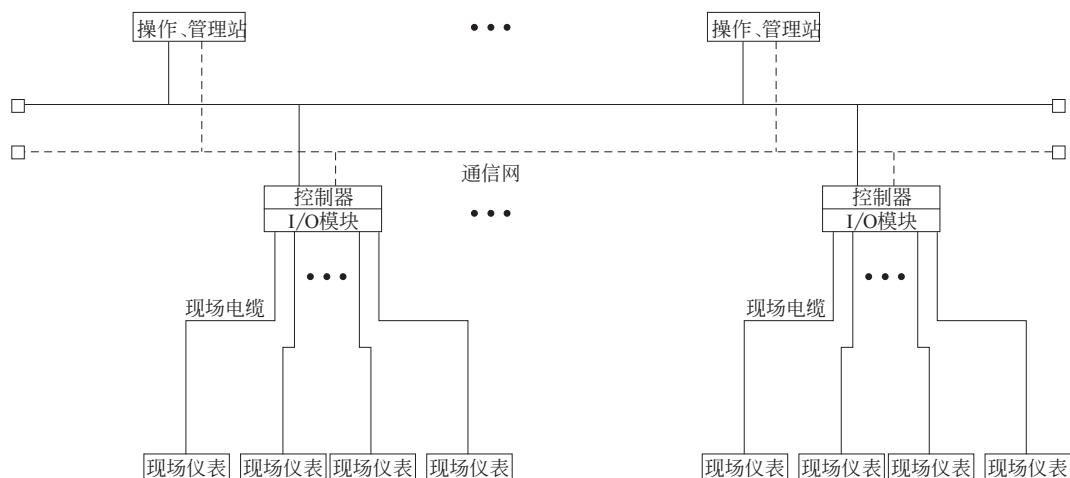 操作、管理站
操作、管理站
通信网
控制器
I/O模块
控制器
I/O模块
现场电缆
现场电缆
现场仪表
现场仪表
现场仪表
现场仪表
现场仪表
现场仪表
现场仪表
现场仪表